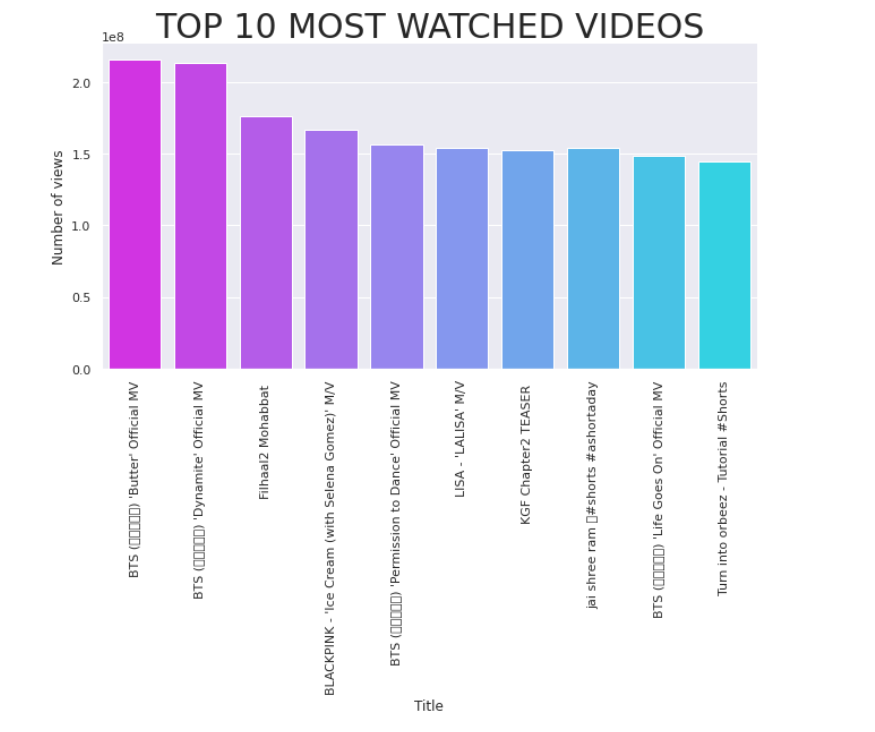 TOP 10 MOST WATCHED VIDEOS
1e8
2.0
1.5
1.0
0.5
0.0
Number of views
BTS (□□□□□) 'Butter' Official MV
BTS (□□□□□) 'Dynamite' Official MV
Filhaal2 Mohabbat
BLACKPINK - 'Ice Cream (with Selena Gomez)' M/V
BTS (□□□□□) 'Permission to Dance' Official MV
LISA - 'LALISA' M/V
KGF Chapter2 TEASER
jai shree ram □#shorts #ashortaday
BTS (□□□□□) 'Life Goes On' Official MV
Turn into orbeez - Tutorial #Shorts
Title